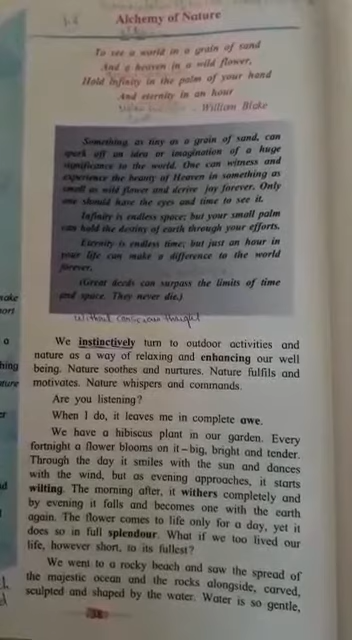 Alchemy of Nature
To see a world in a grain of sand
And a heaven in a wild flower,
Hold Infinity in the palm of your hand
And eternity in an hour
- William Blake
Something as tiny as a grain of sand, can
spark off an idea or imagination of a huge
significance to the world. One can witness and
experience the beauty of Heaven in something as
small as wild flower and derive joy forever. Only
one should have the eyes and time to see it.
Infinity is endless space; but your small palm
can hold the destiny of earth through your efforts.
Eternity is endless time; but just an hour in
your life can make a difference to the world
forever.
(Great deeds can surpass the limits of time
and space. They never die.)
Without conscious thought
We instinctively turn to outdoor activities and
nature as a way of relaxing and enhancing our well
being. Nature soothes and nurtures. Nature fulfils and
motivates. Nature whispers and commands.
Are you listening?
When I do, it leaves me in complete awe.
We have a hibiscus plant in our garden. Every
fortnight a flower blooms on it – big, bright and tender.
Through the day it smiles with the sun and dances
with the wind, but as evening approaches, it starts
wilting. The morning after, it withers completely and
by evening it falls and becomes one with the earth
again. The flower comes to life only for a day, yet it
does so in full splendour. What if we too lived our
life, however short, to its fullest?
We went to a rocky beach and saw the spread of
the majestic ocean and the rocks alongside, carved,
sculpted and shaped by the water. Water is so gentle,
38